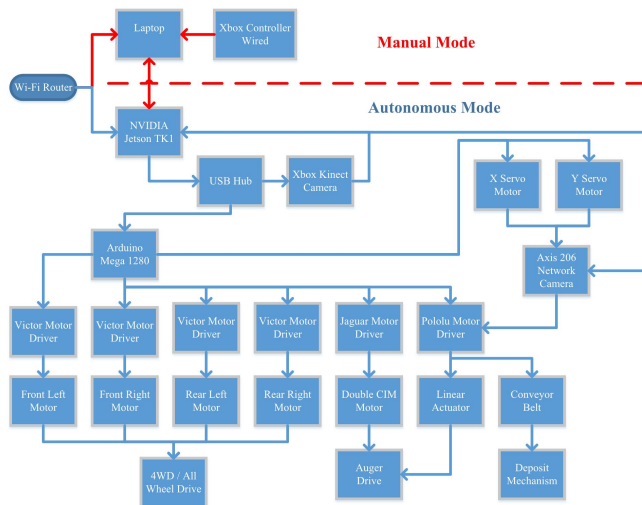 Laptop
Xbox Controller
Wired
Manual Mode
Wi-Fi Router
Autonomous Mode
NVIDIA
Jetson TK1
USB Hub
Xbox Kinect
Camera
X Servo
Motor
Y Servo
Motor
Arduino
Mega 1280
Axis 206
Network
Camera
Victor Motor
Driver
Victor Motor
Driver
Victor Motor
Driver
Victor Motor
Driver
Jaguar Motor
Driver
Pololu Motor
Driver
Front Left
Motor
Front Right
Motor
Rear Left
Motor
Rear Right
Motor
Double CIM
Motor
Linear
Actuator
Conveyor
Belt
4WD / All
Wheel Drive
Auger
Drive
Deposit
Mechanism